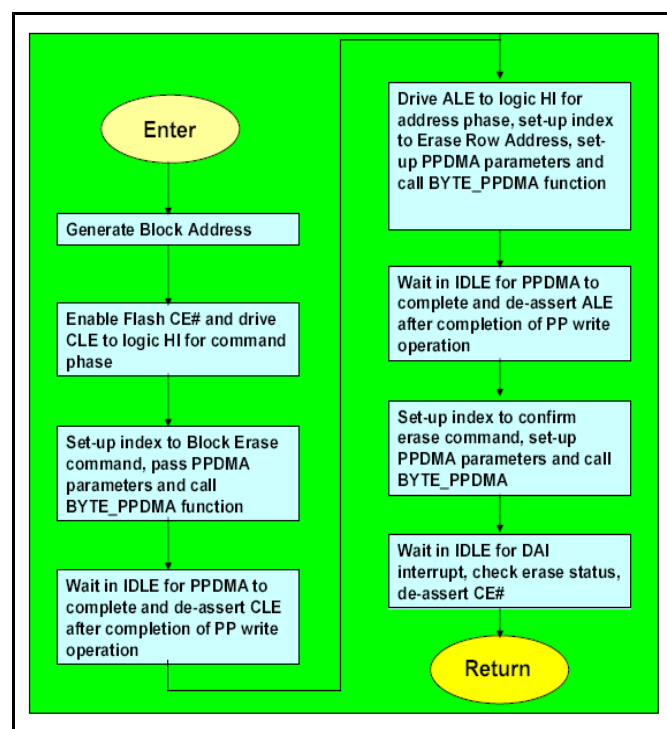 Enter
Generate Block Address
Enable Flash CE# and drive
CLE to logic HI for command
phase
Set-up index to Block Erase
command, pass PPDMA
parameters and call
BYTE_PPDMA function
Wait in IDLE for PPDMA to
complete and de-assert CLE
after completion of PP write
operation
Drive ALE to logic HI for
address phase, set-up index
to Erase Row Address, set-
up PPDMA parameters and
call BYTE_PPDMA function
Wait in IDLE for PPDMA to
complete and de-assert ALE
after completion of PP write
operation
Set-up index to confirm
erase command, set-up
PPDMA parameters and call
BYTE_PPDMA
Wait in IDLE for DAI
interrupt, check erase status,
de-assert CE#
Return